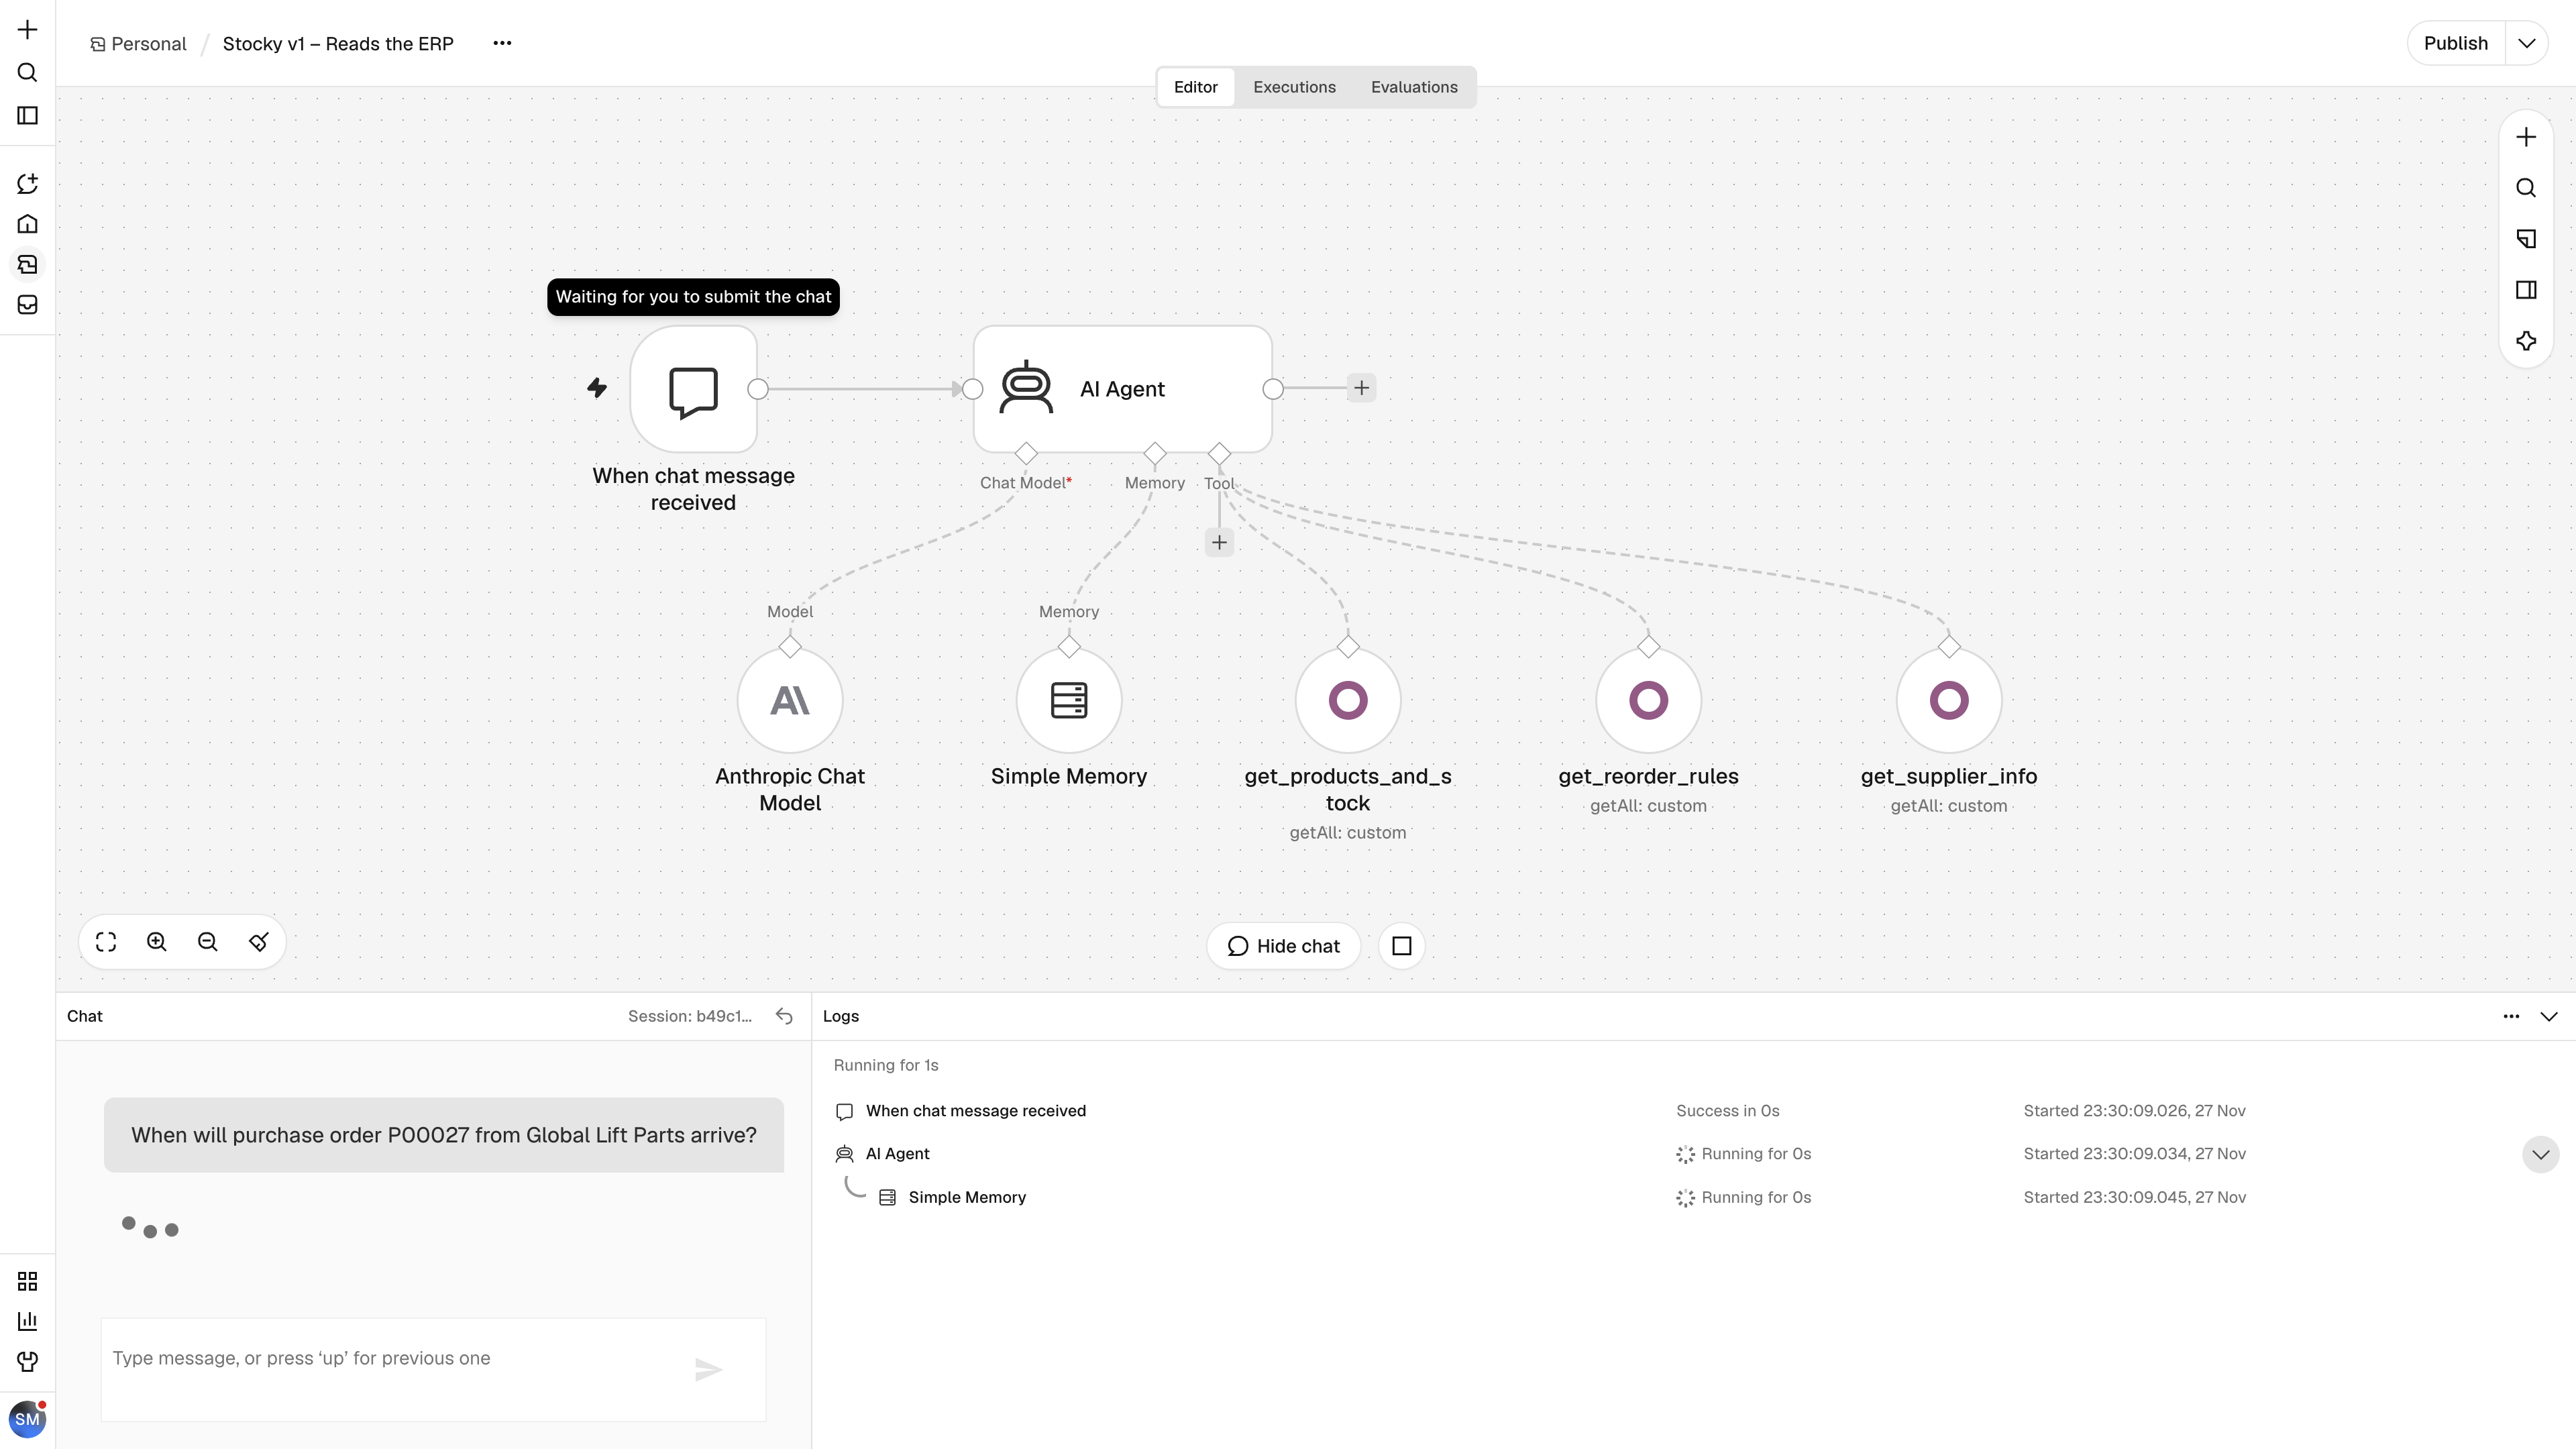 Personal / Stocky v1 – Reads the ERP
Publish
Editor Executions Evaluations
Waiting for you to submit the chat
AI Agent
When chat message
received
Chat Model*
Memory
Tool
Model
Memory
Anthropic Chat
Model
Simple Memory
get_products_and_s
tock
getAll: custom
get_reorder_rules
getAll: custom
get_supplier_info
getAll: custom
Hide chat
Chat
Session: b49c1...
When will purchase order P00027 from Global Lift Parts arrive?
Type message, or press ‘up’ for previous one
SM
Logs
Running for 1s
When chat message received Success in 0s Started 23:30:09.026, 27 Nov
AI Agent Running for 0s Started 23:30:09.034, 27 Nov
Simple Memory Running for 0s Started 23:30:09.045, 27 Nov